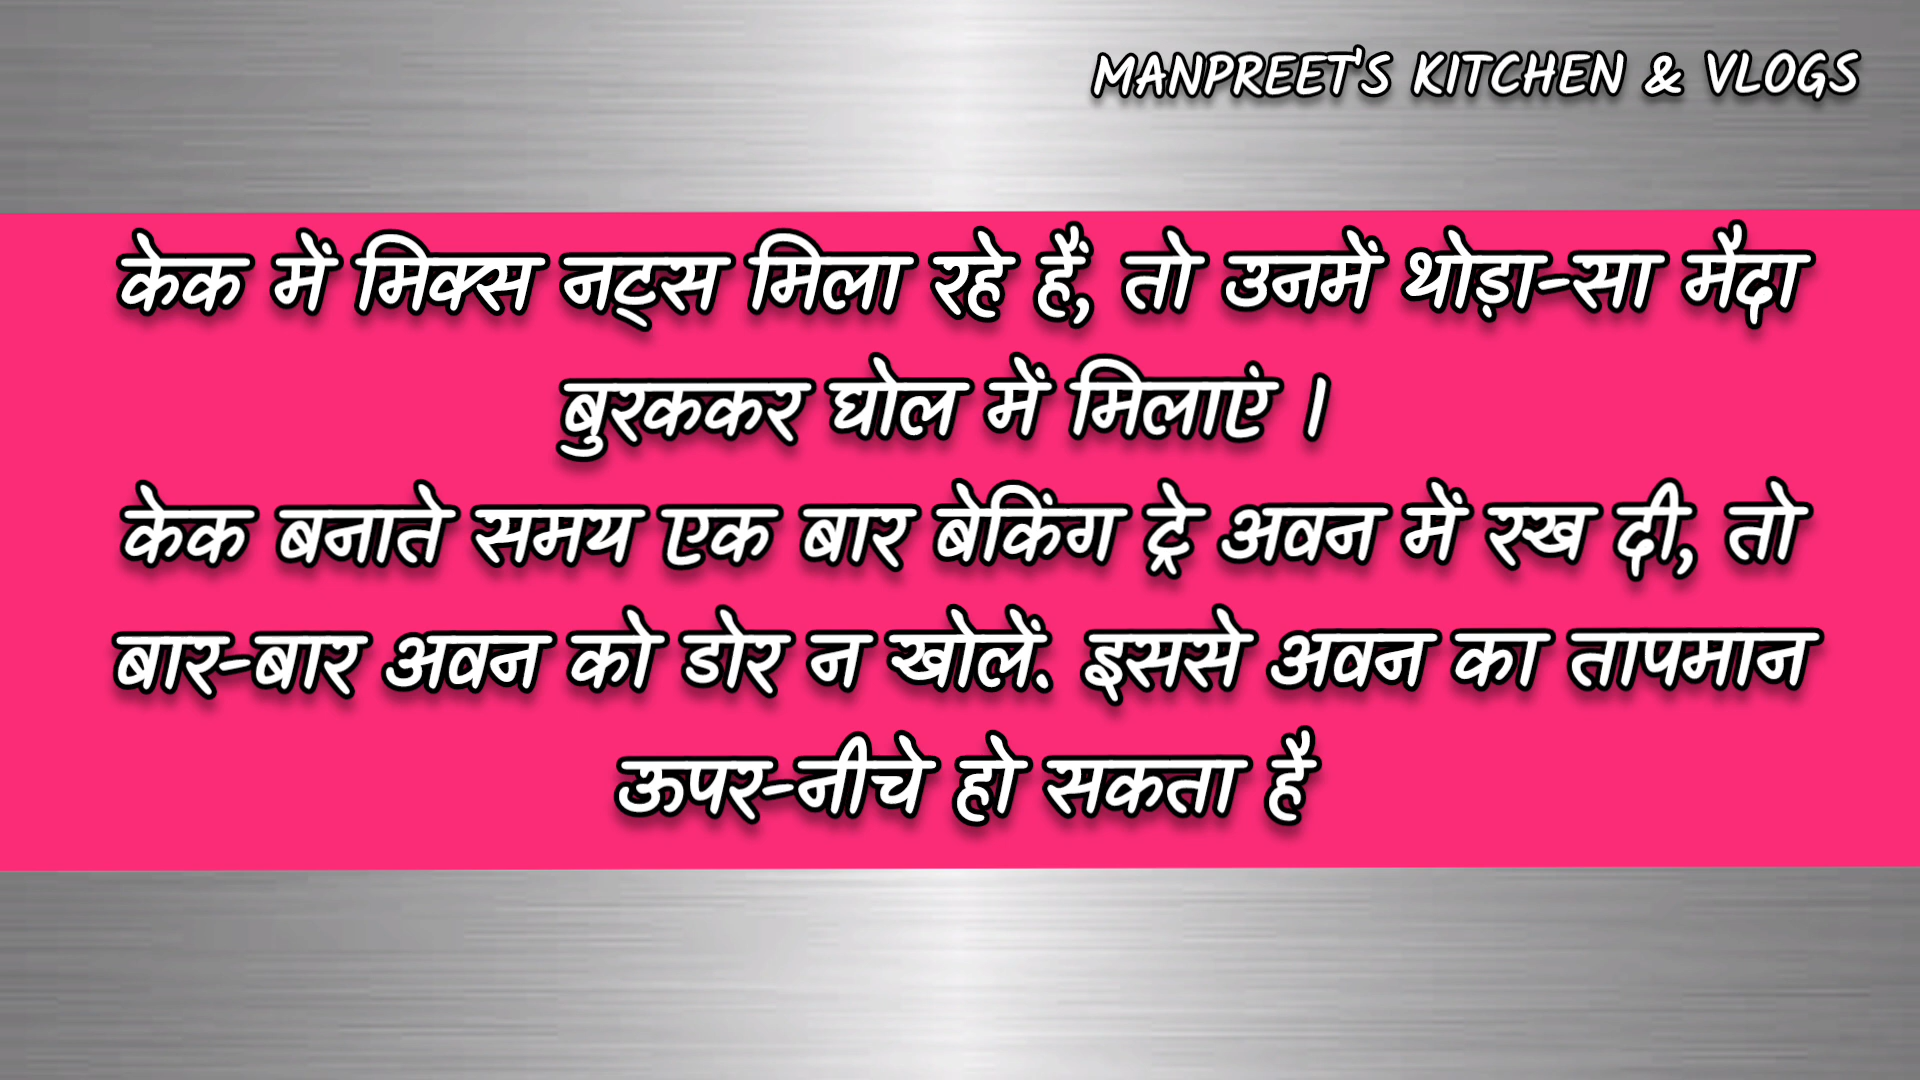 MANPREET'S KITCHEN & VLOGS
केक में मिक्स नट्स मिला रहे हैं, तो उनमें थोड़ा-सा मैदा
बुरककर घोल में मिलाएं ।
केक बनाते समय एक बार बेकिंग ट्रे अवन में रख दी, तो
बार-बार अवन को डोर न खोलें. इससे अवन का तापमान
ऊपर-नीचे हो सकता है